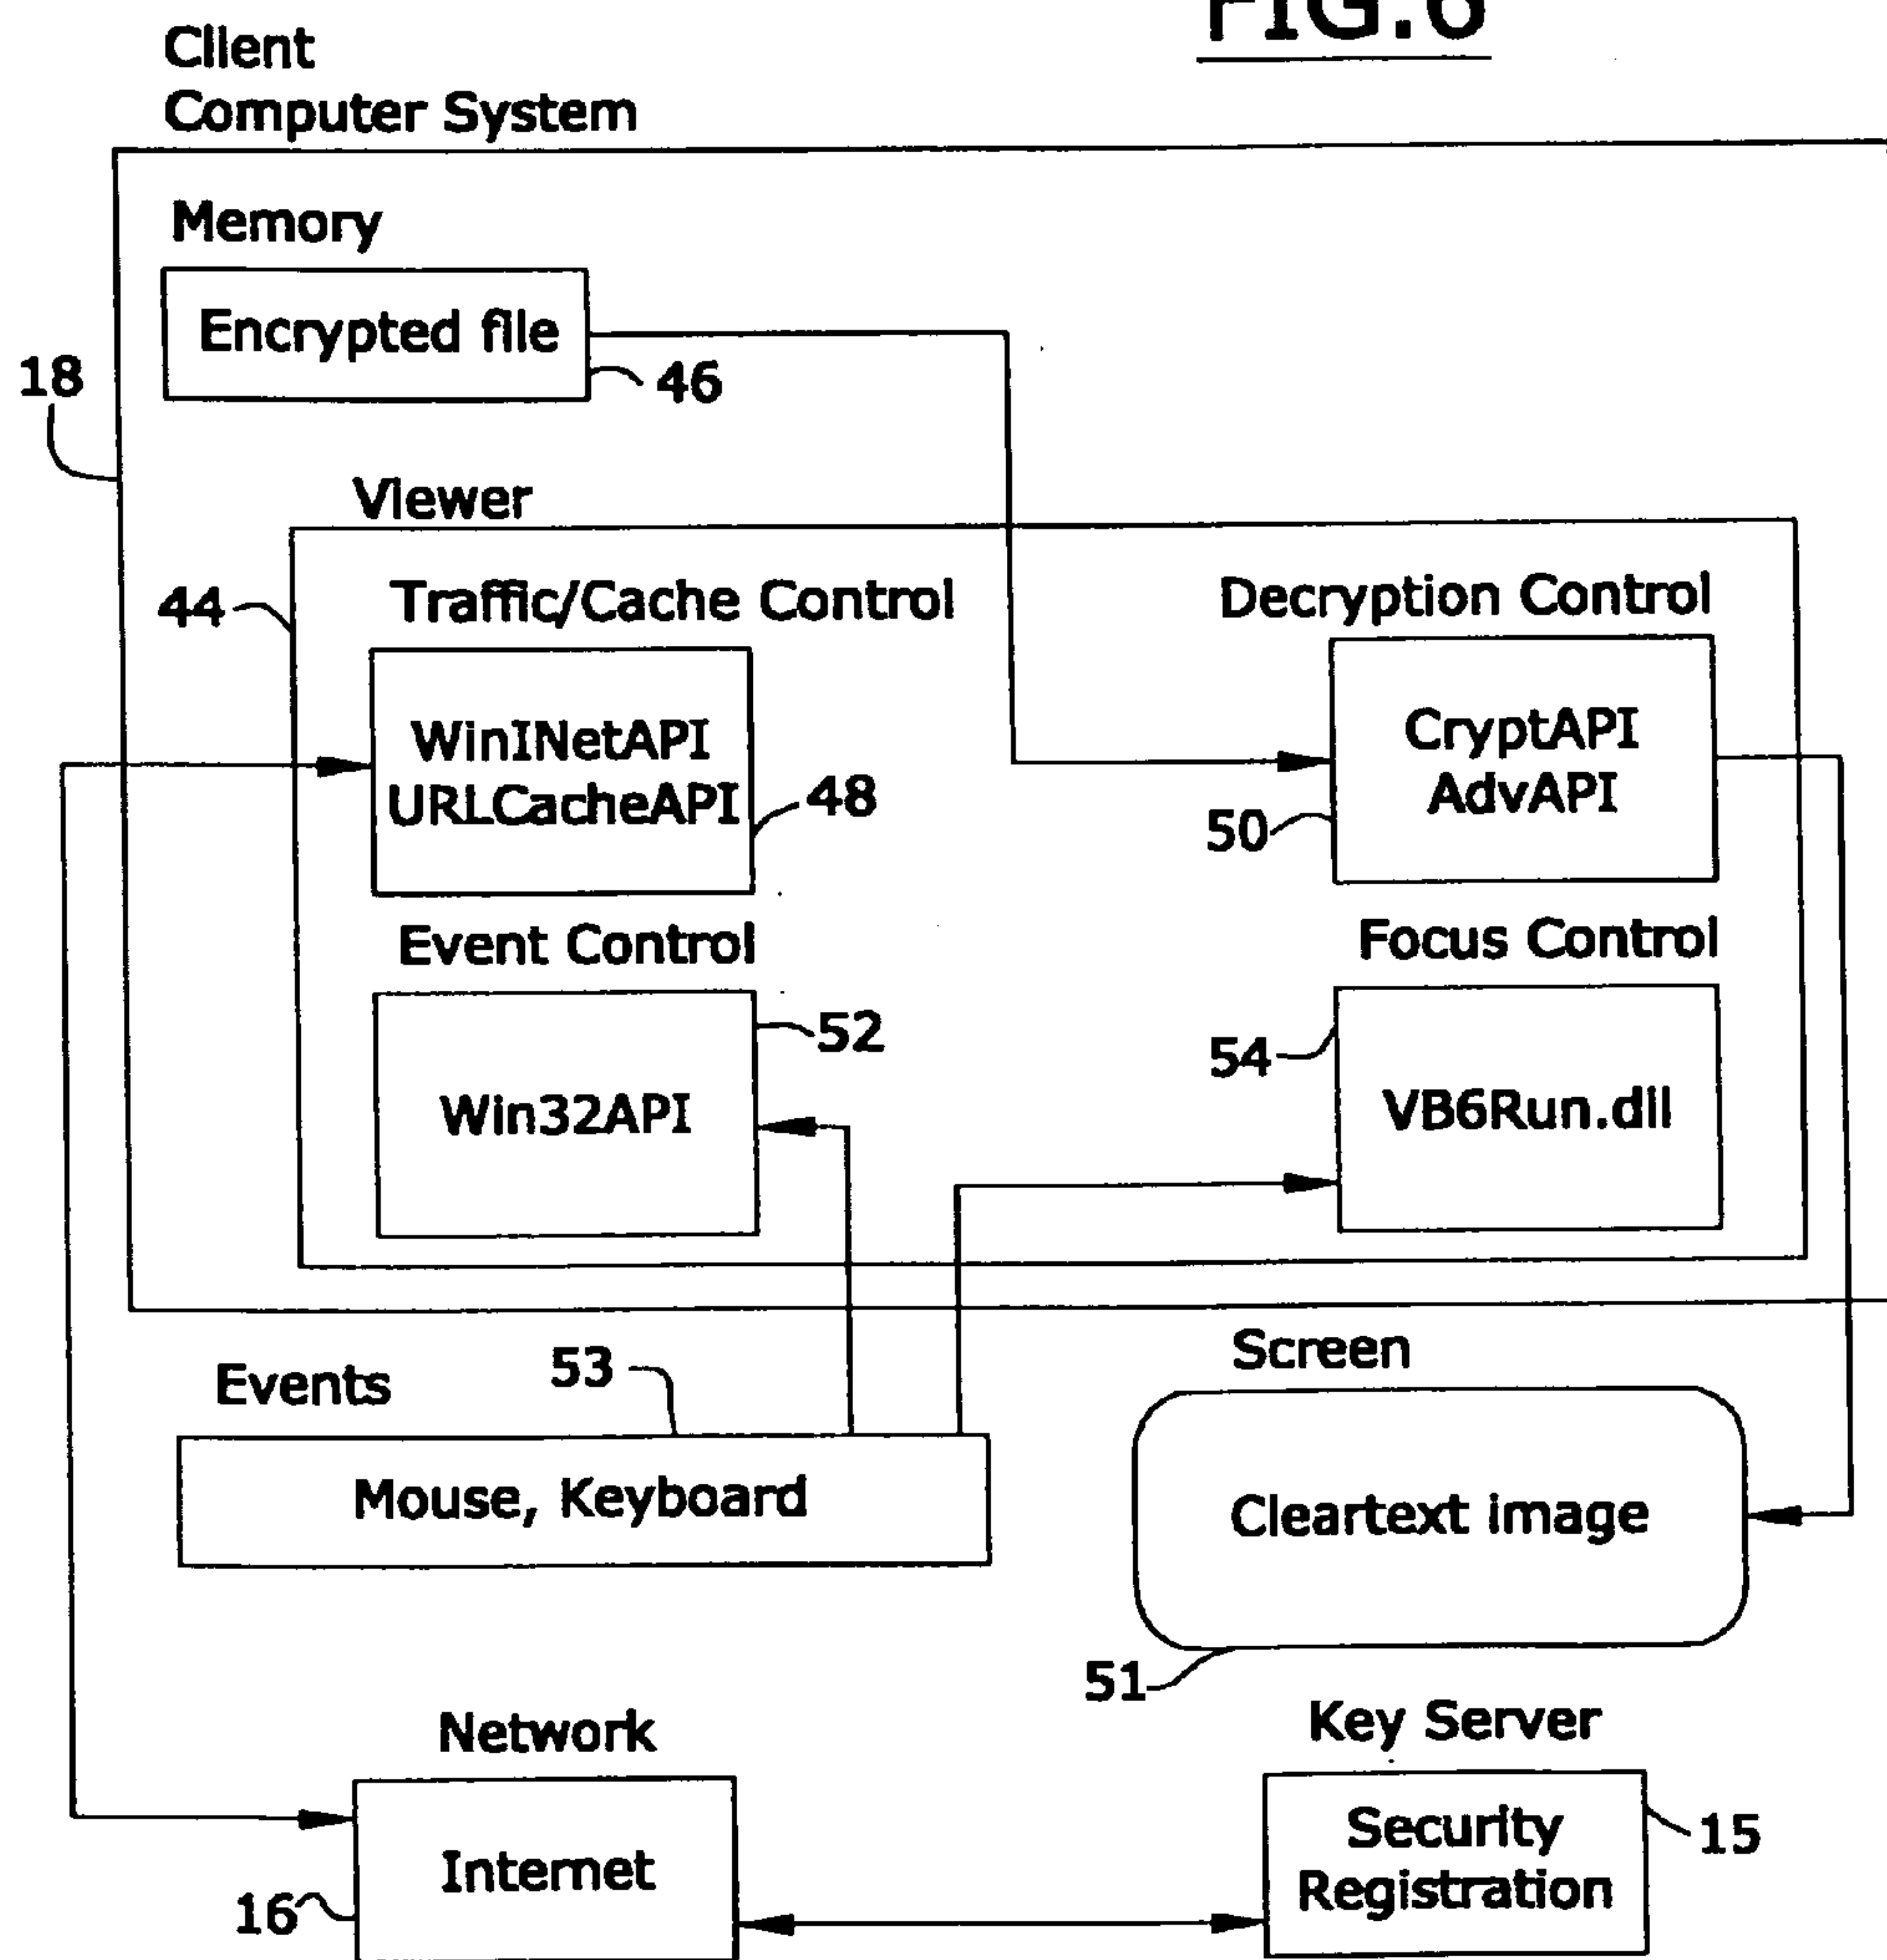 FIG.6
Client
Computer System
Memory
Encrypted file
46
18
Viewer
44
Traffic/Cache Control
Decryption Control
WinINetAPI
URLCacheAPI
48
CryptAPI
AdvAPI
50
Event Control
Focus Control
52
Win32API
54
VB6Run.dll
Events
53
Mouse, Keyboard
Screen
Cleartext image
51
Network
Internet
16
Key Server
Security
Registration
15